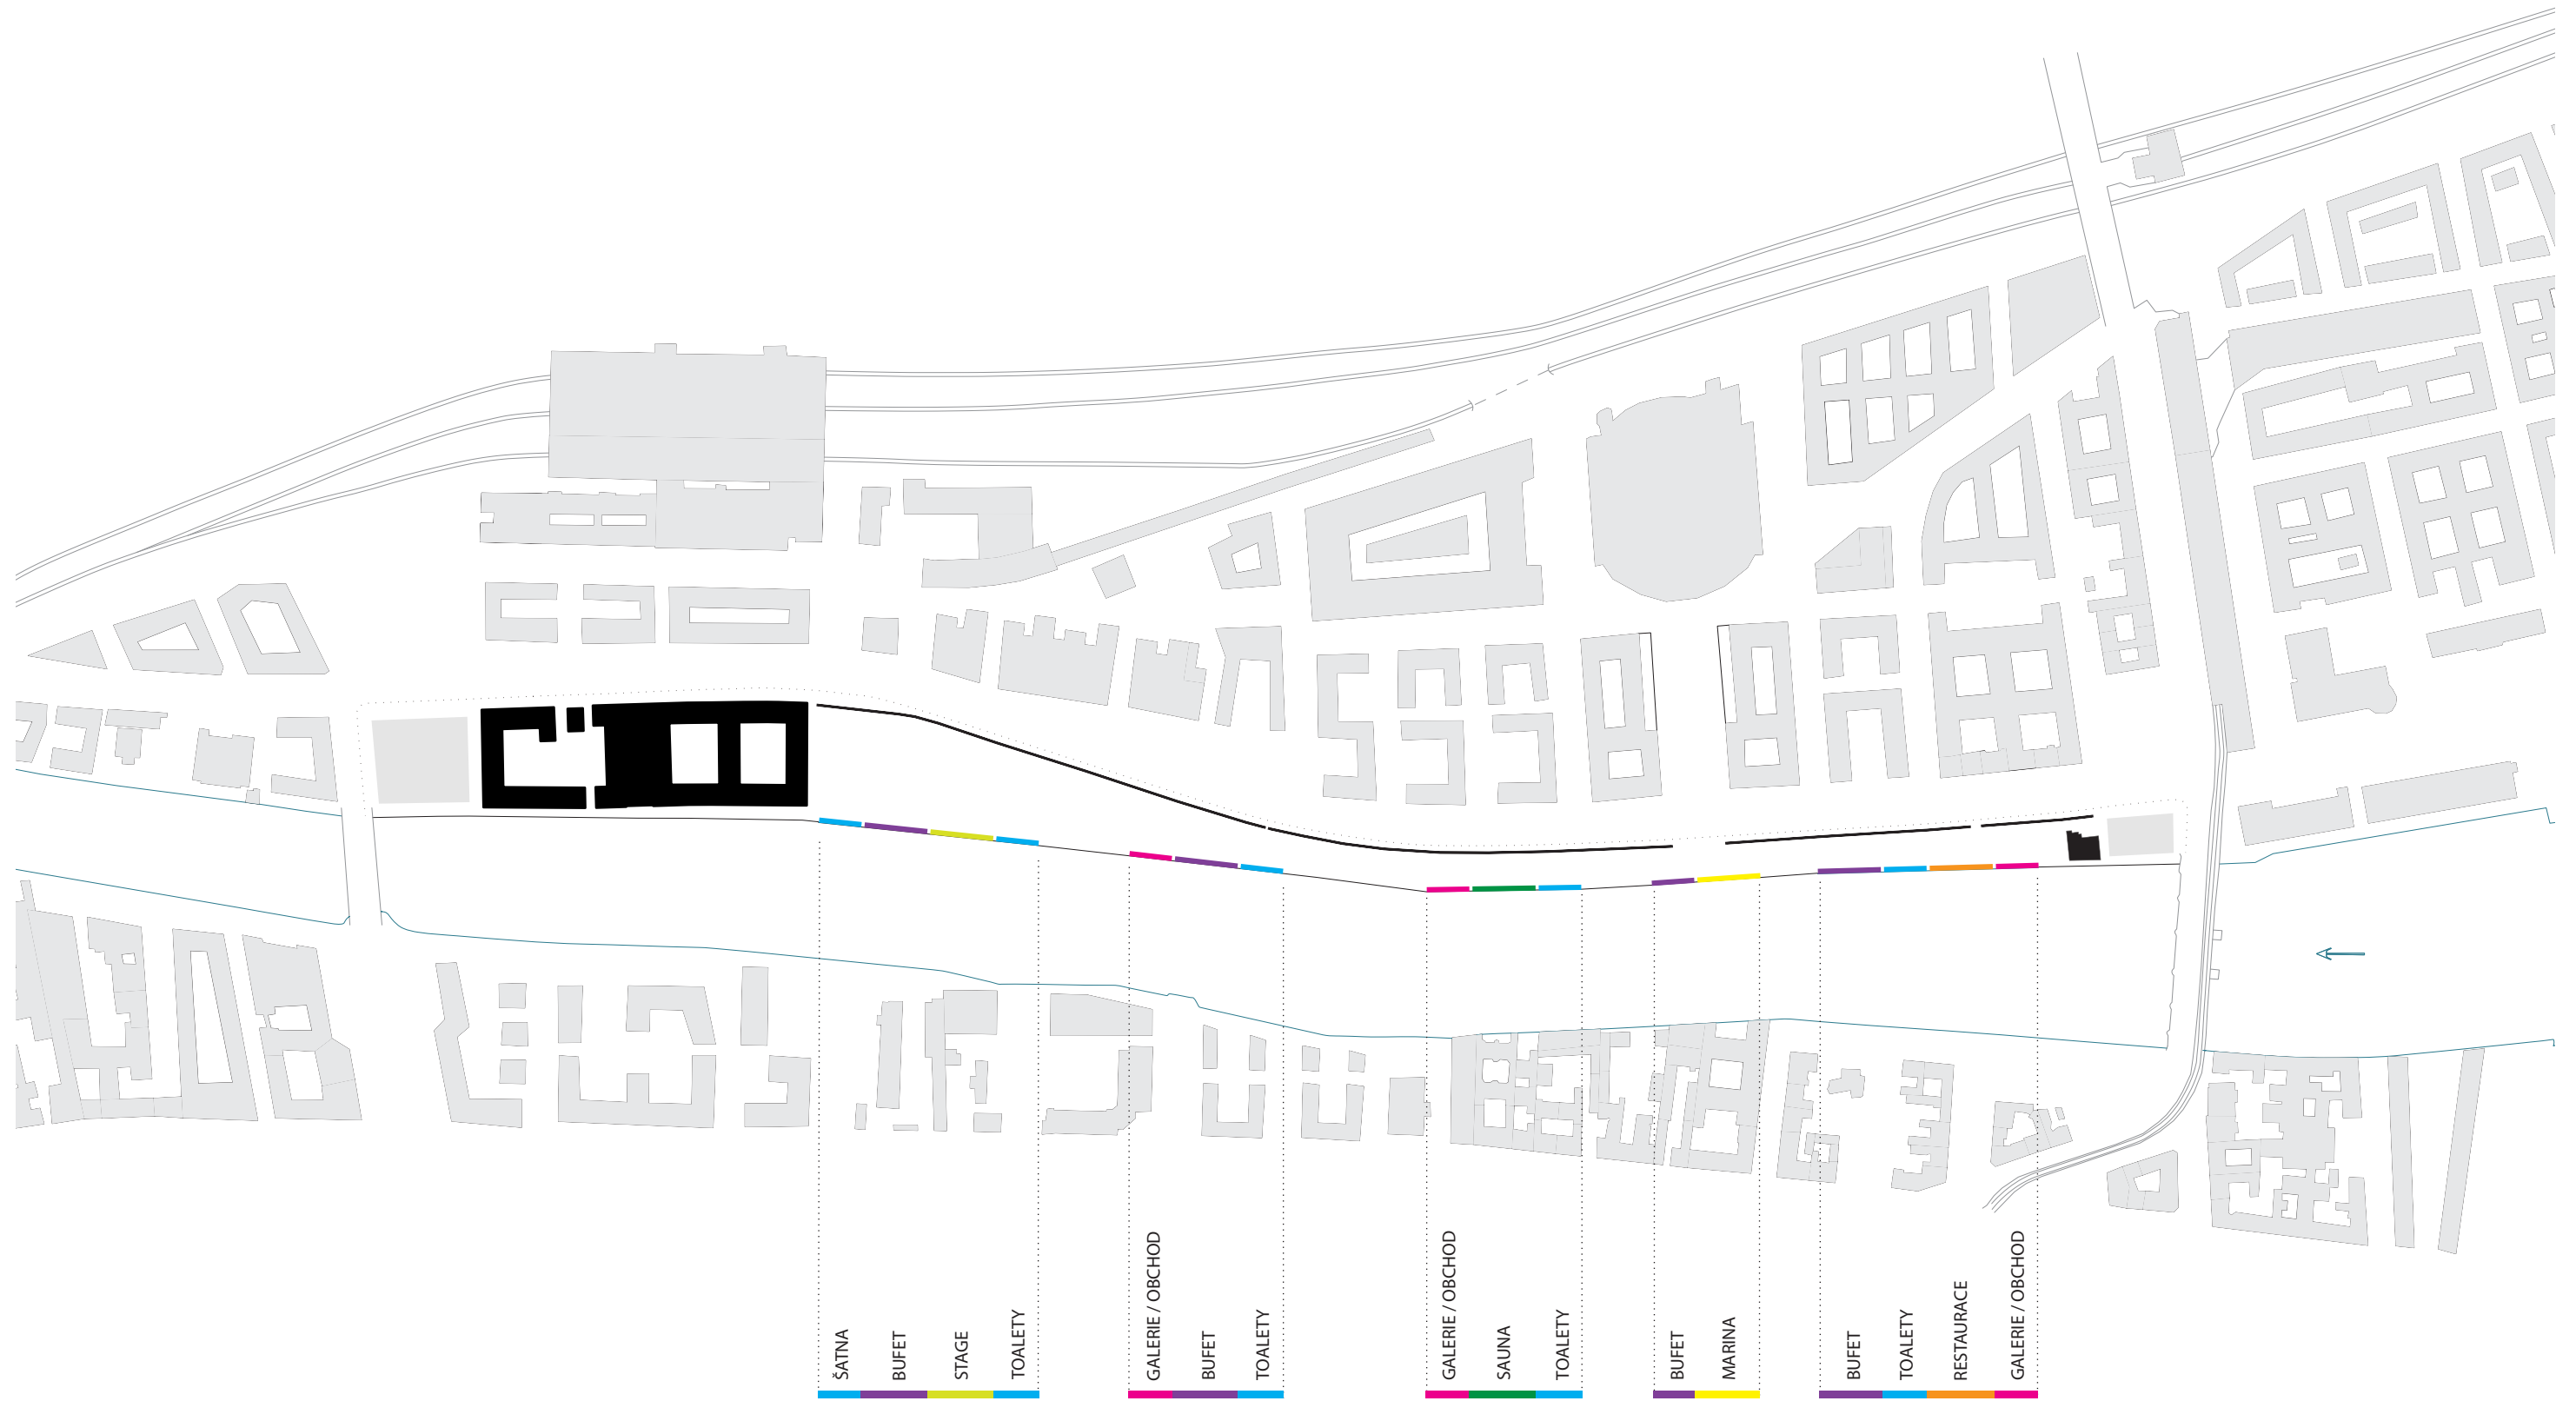 ŠATNA
BUFET
STAGE
TOALETY
GALERIE / OBCHOD
BUFET
TOALETY
GALERIE / OBCHOD
SAUNA
TOALETY
BUFET
MARINA
BUFET
TOALETY
RESTAURACE
GALERIE / OBCHOD